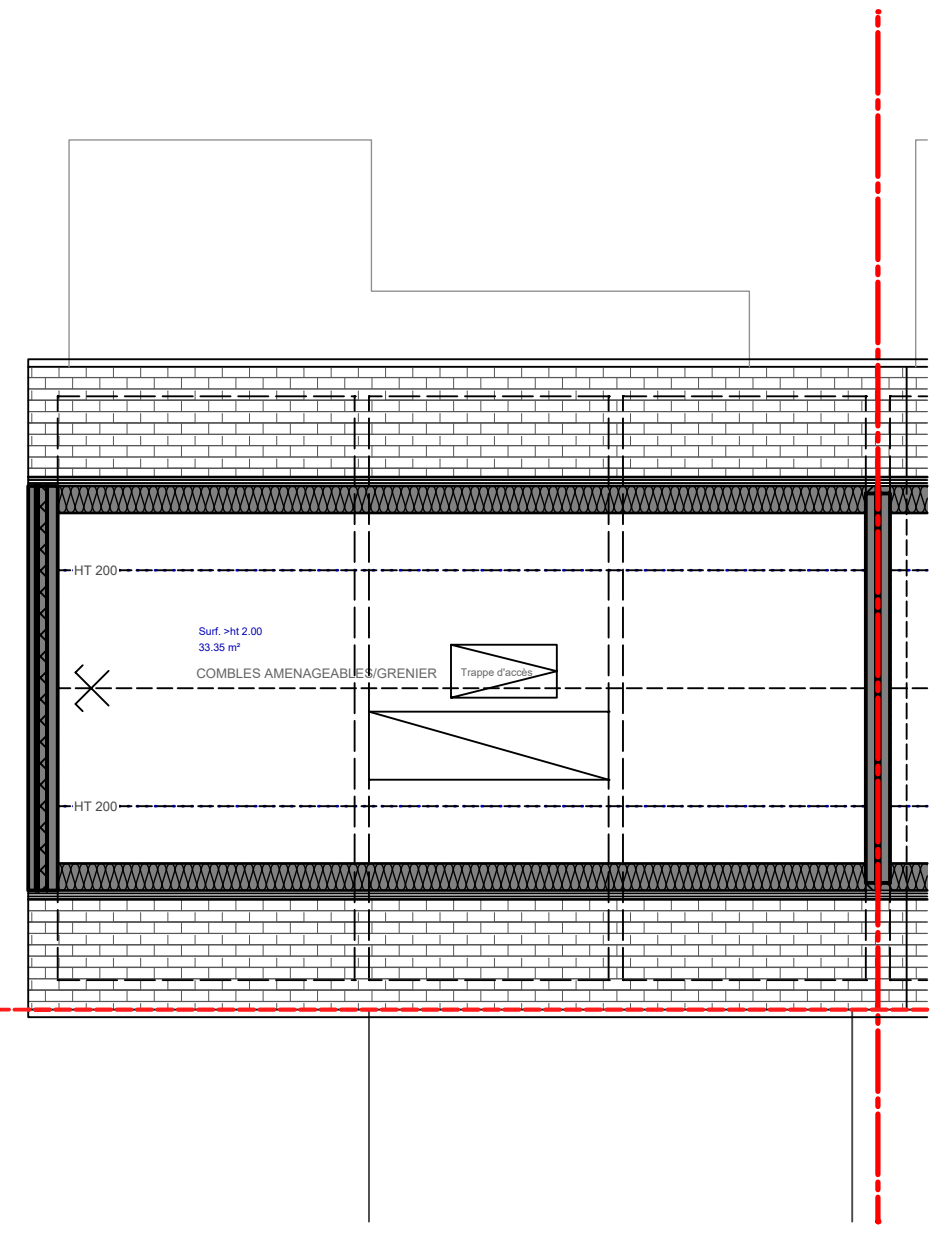 HT 200
Surf. >ht 2.00
33.35 m²
COMBLES AMENAGEABLES/GRENIER
Trappe d'accès
HT 200